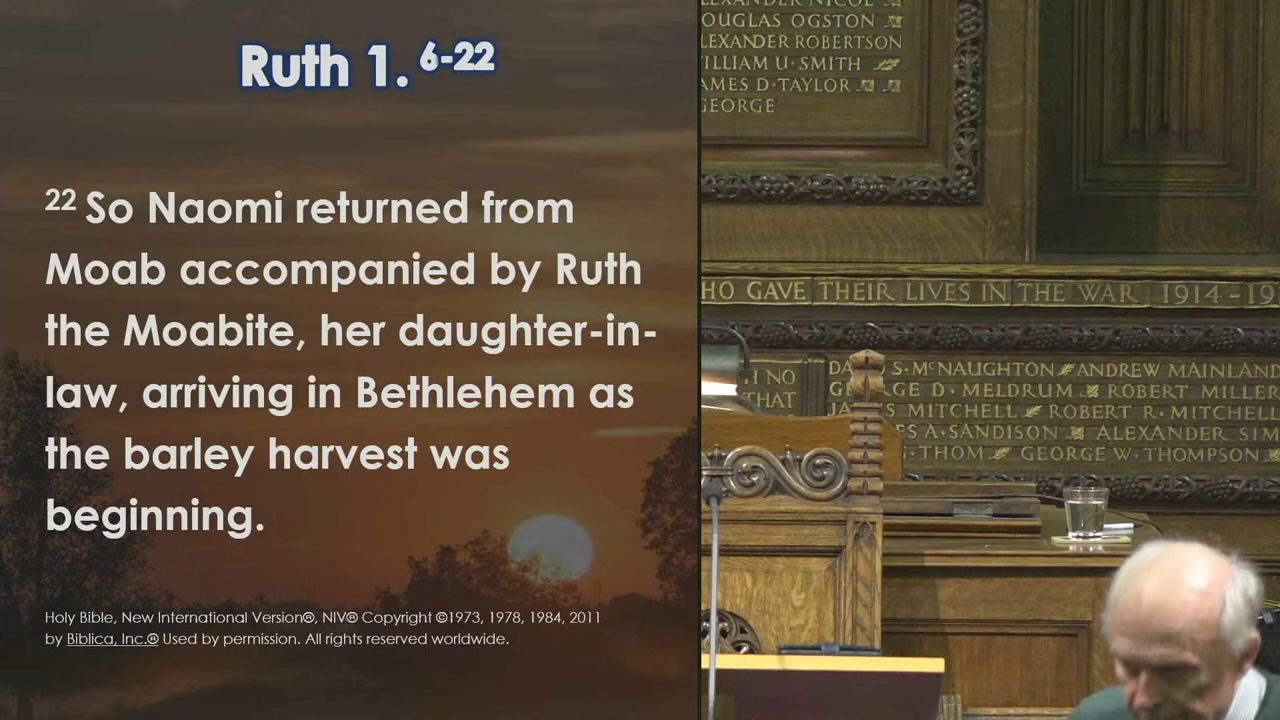 Ruth 1. 6-22
22 So Naomi returned from
Moab accompanied by Ruth
the Moabite, her daughter-in-
law, arriving in Bethlehem as
the barley harvest was
beginning.
Holy Bible, New International Version®, NIV® Copyright ©1973, 1978, 1984, 2011
by Biblica, Inc.® Used by permission. All rights reserved worldwide.
OUGLAS OGSTON
LEXANDER ROBERTSON
ILLIAM U·SMITH
AMES D·TAYLOR
GEORGE
HO GAVE THEIR LIVES IN THE WAR 1914-19
H NO
THAT
S·McNAUGHTON ANDREW MAINLAND
GE D·MELDRUM ROBERT MILLER
MITCHELL ROBERT R·MITCHELL
ES A·SANDISON ALEXANDER SIM
·THOM GEORGE W·THOMPSON